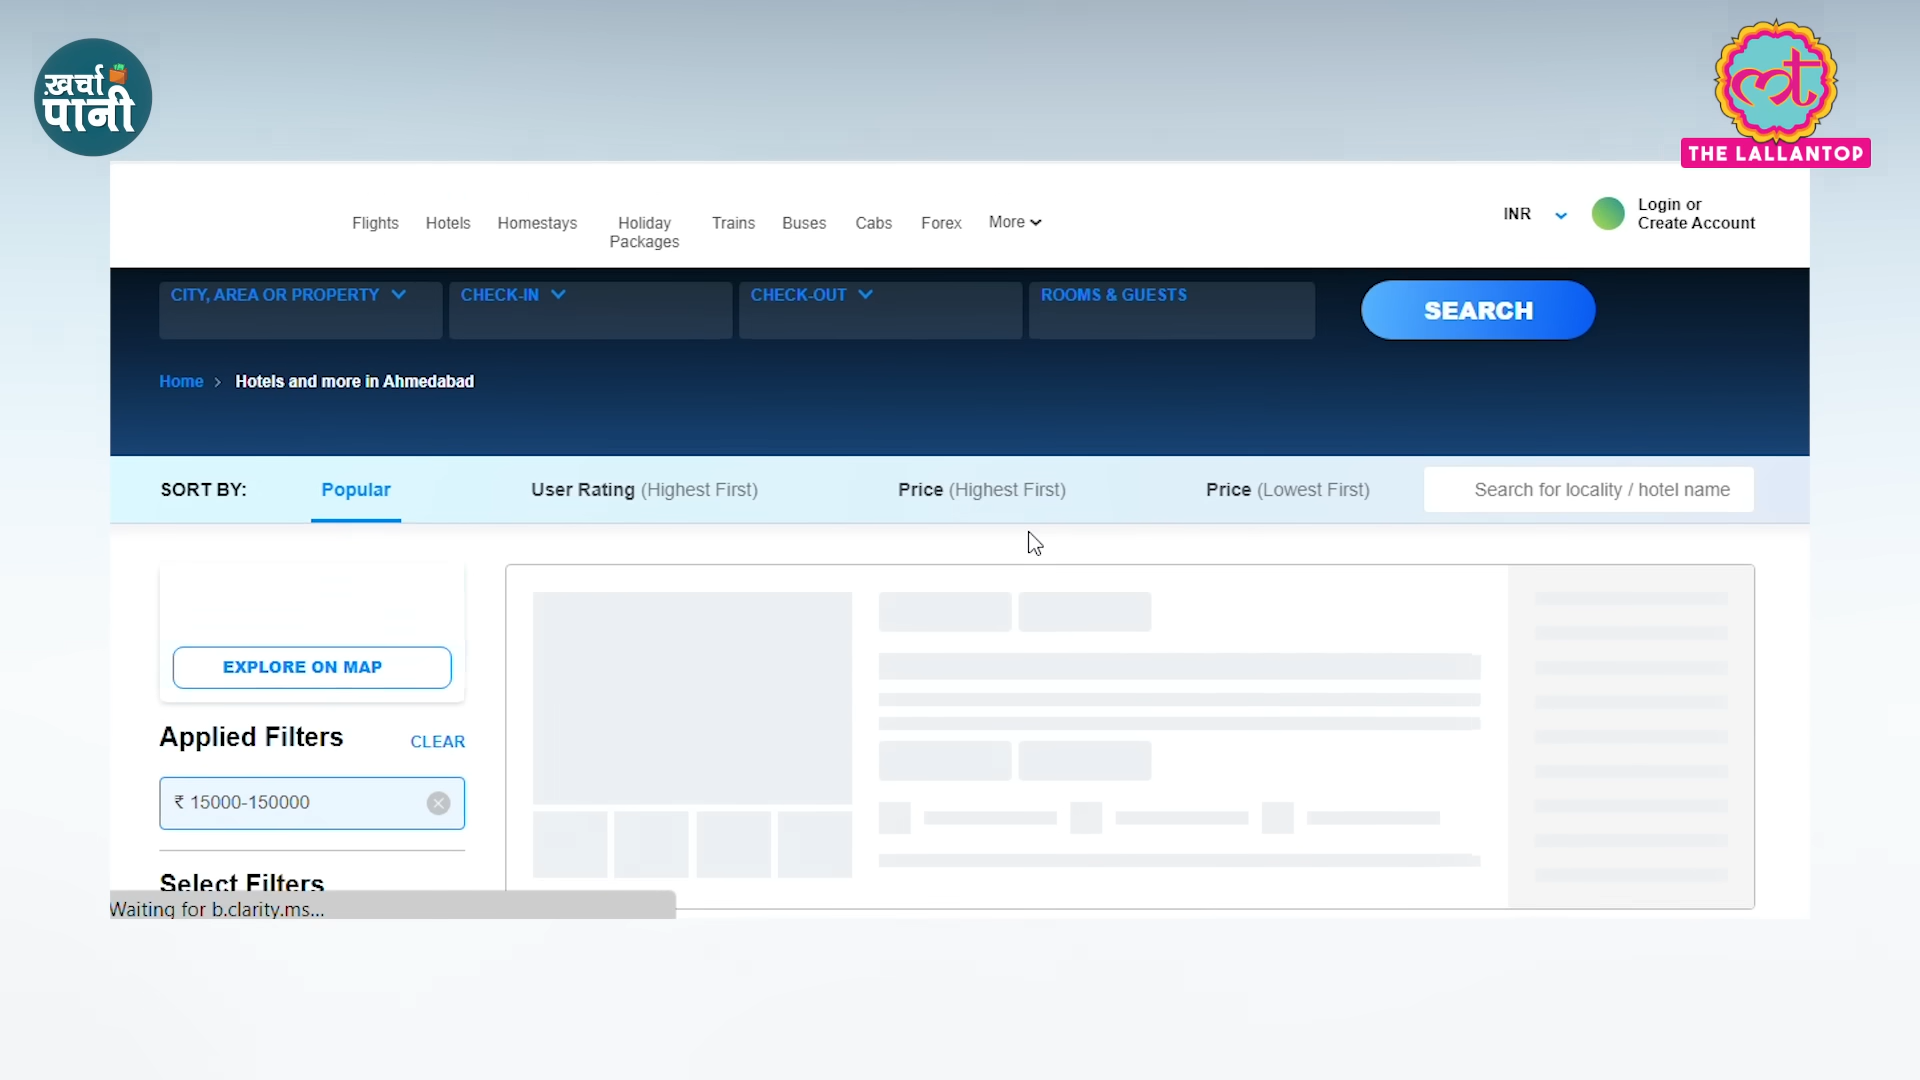 ख़र्चा
पानी
लt
THE LALLANTOP
Flights
Hotels
Homestays
Holiday
Packages
Trains
Buses
Cabs
Forex
More
INR
Login or
Create Account
CITY, AREA OR PROPERTY
CHECK-IN
CHECK-OUT
ROOMS & GUESTS
SEARCH
Home > Hotels and more in Ahmedabad
SORT BY:
Popular
User Rating (Highest First)
Price (Highest First)
Price (Lowest First)
Search for locality / hotel name
EXPLORE ON MAP
Applied Filters
CLEAR
₹ 15000-150000
Select Filters
Waiting for b.clarity.ms...